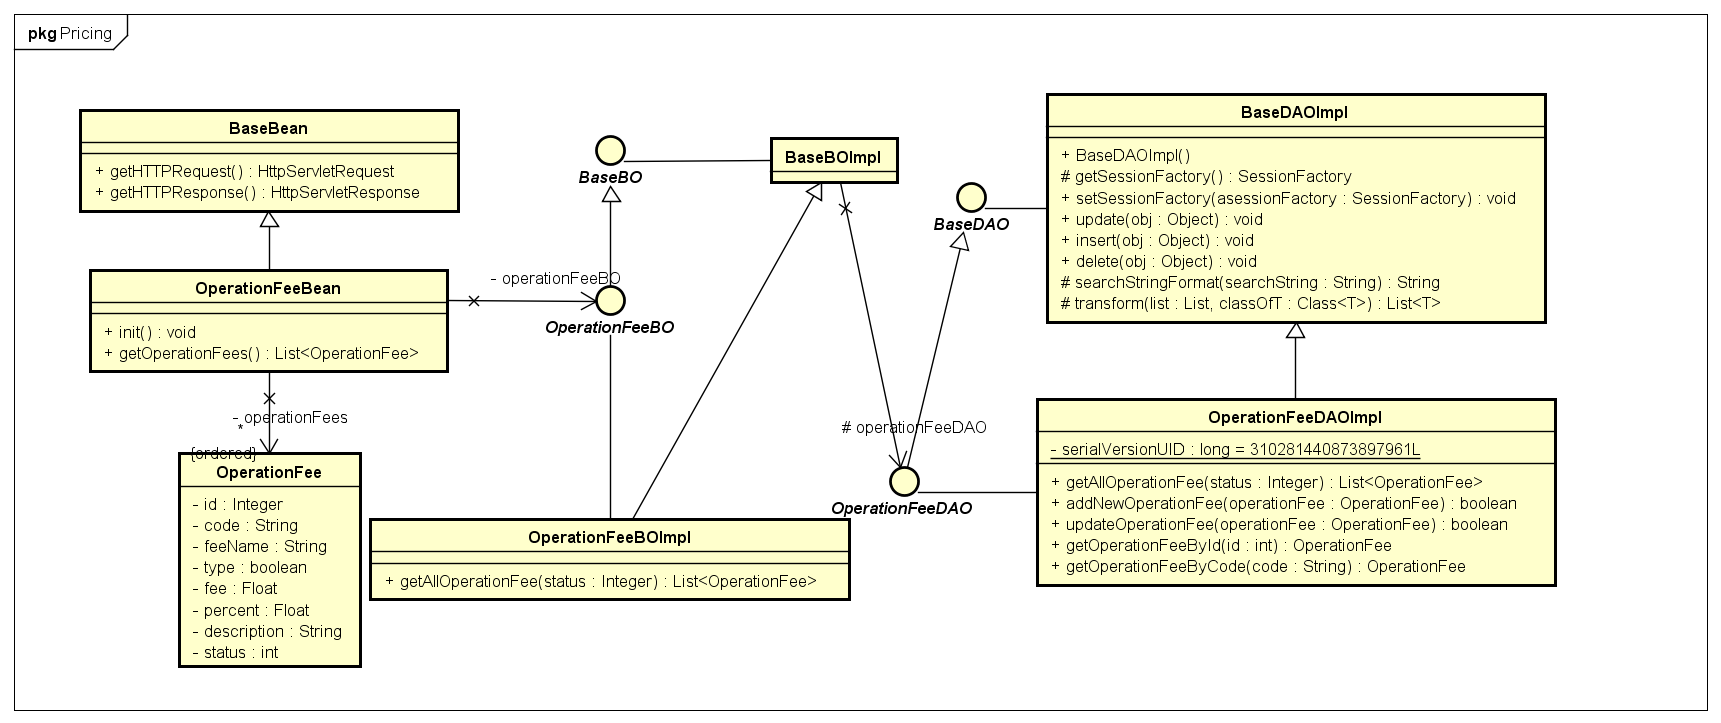 pkg Pricing
BaseBean
+ getHTTPRequest() : HttpServletRequest
+ getHTTPResponse() : HttpServletResponse
OperationFeeBean
+ init() : void
+ getOperationFees() : List<OperationFee>
- operationFees
*
{ordered}
OperationFee
- id : Integer
- code : String
- feeName : String
- type : boolean
- fee : Float
- percent : Float
- description : String
- status : int
BaseBO
- operationFeeBO
OperationFeeBO
BaseBOImpl
OperationFeeBOImpl
+ getAllOperationFee(status : Integer) : List<OperationFee>
BaseDAO
# operationFeeDAO
OperationFeeDAO
BaseDAOImpl
+ BaseDAOImpl()
# getSessionFactory() : SessionFactory
+ setSessionFactory(asessionFactory : SessionFactory) : void
+ update(obj : Object) : void
+ insert(obj : Object) : void
+ delete(obj : Object) : void
# searchStringFormat(searchString : String) : String
# transform(list : List, classOfT : Class<T>) : List<T>
OperationFeeDAOImpl
- serialVersionUID : long = 310281440873897961L
+ getAllOperationFee(status : Integer) : List<OperationFee>
+ addNewOperationFee(operationFee : OperationFee) : boolean
+ updateOperationFee(operationFee : OperationFee) : boolean
+ getOperationFeeById(id : int) : OperationFee
+ getOperationFeeByCode(code : String) : OperationFee